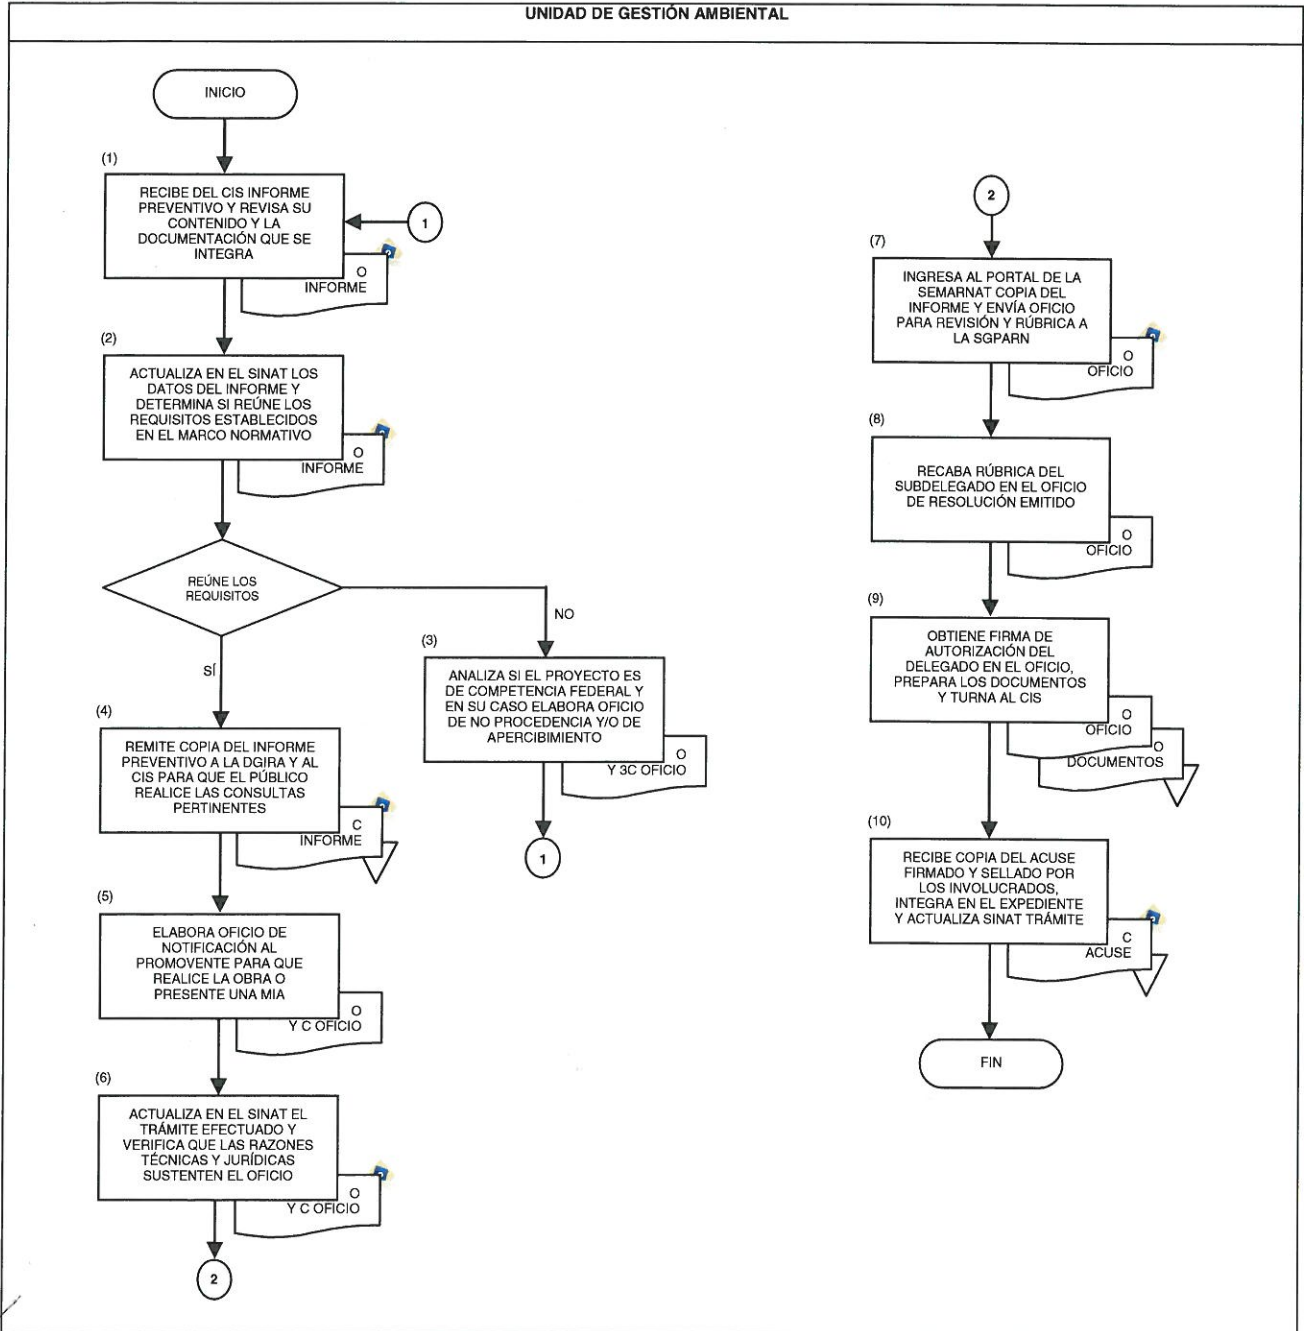 UNIDAD DE GESTIÓN AMBIENTAL
INICIO
(1)
RECIBE DEL CIS INFORME
PREVENTIVO Y REVISA SU
CONTENIDO Y LA
DOCUMENTACIÓN QUE SE
INTEGRA
1
O
INFORME
(2)
ACTUALIZA EN EL SINAT LOS
DATOS DEL INFORME Y
DETERMINA SI REÚNE LOS
REQUISITOS ESTABLECIDOS
EN EL MARCO NORMATIVO
O
INFORME
REÚNE LOS
REQUISITOS
NO
SÍ
(3)
ANALIZA SI EL PROYECTO ES
DE COMPETENCIA FEDERAL Y
EN SU CASO ELABORA OFICIO
DE NO PROCEDENCIA Y/O DE
APERCIBIMIENTO
O
Y 3C OFICIO
1
(4)
REMITE COPIA DEL INFORME
PREVENTIVO A LA DGIRA Y AL
CIS PARA QUE EL PÚBLICO
REALICE LAS CONSULTAS
PERTINENTES
C
INFORME
(5)
ELABORA OFICIO DE
NOTIFICACIÓN AL
PROMOVENTE PARA QUE
REALICE LA OBRA O
PRESENTE UNA MIA
O
Y C OFICIO
(6)
ACTUALIZA EN EL SINAT EL
TRÁMITE EFECTUADO Y
VERIFICA QUE LAS RAZONES
TÉCNICAS Y JURÍDICAS
SUSTENTEN EL OFICIO
O
Y C OFICIO
2
2
(7)
INGRESA AL PORTAL DE LA
SEMARNAT COPIA DEL
INFORME Y ENVÍA OFICIO
PARA REVISIÓN Y RÚBRICA A
LA SGPARN
O
OFICIO
(8)
RECABA RÚBRICA DEL
SUBDELEGADO EN EL OFICIO
DE RESOLUCIÓN EMITIDO
O
OFICIO
(9)
OBTIENE FIRMA DE
AUTORIZACIÓN DEL
DELEGADO EN EL OFICIO,
PREPARA LOS DOCUMENTOS
Y TURNA AL CIS
O
OFICIO
O
DOCUMENTOS
(10)
RECIBE COPIA DEL ACUSE
FIRMADO Y SELLADO POR
LOS INVOLUCRADOS,
INTEGRA EN EL EXPEDIENTE
Y ACTUALIZA SINAT TRÁMITE
C
ACUSE
FIN